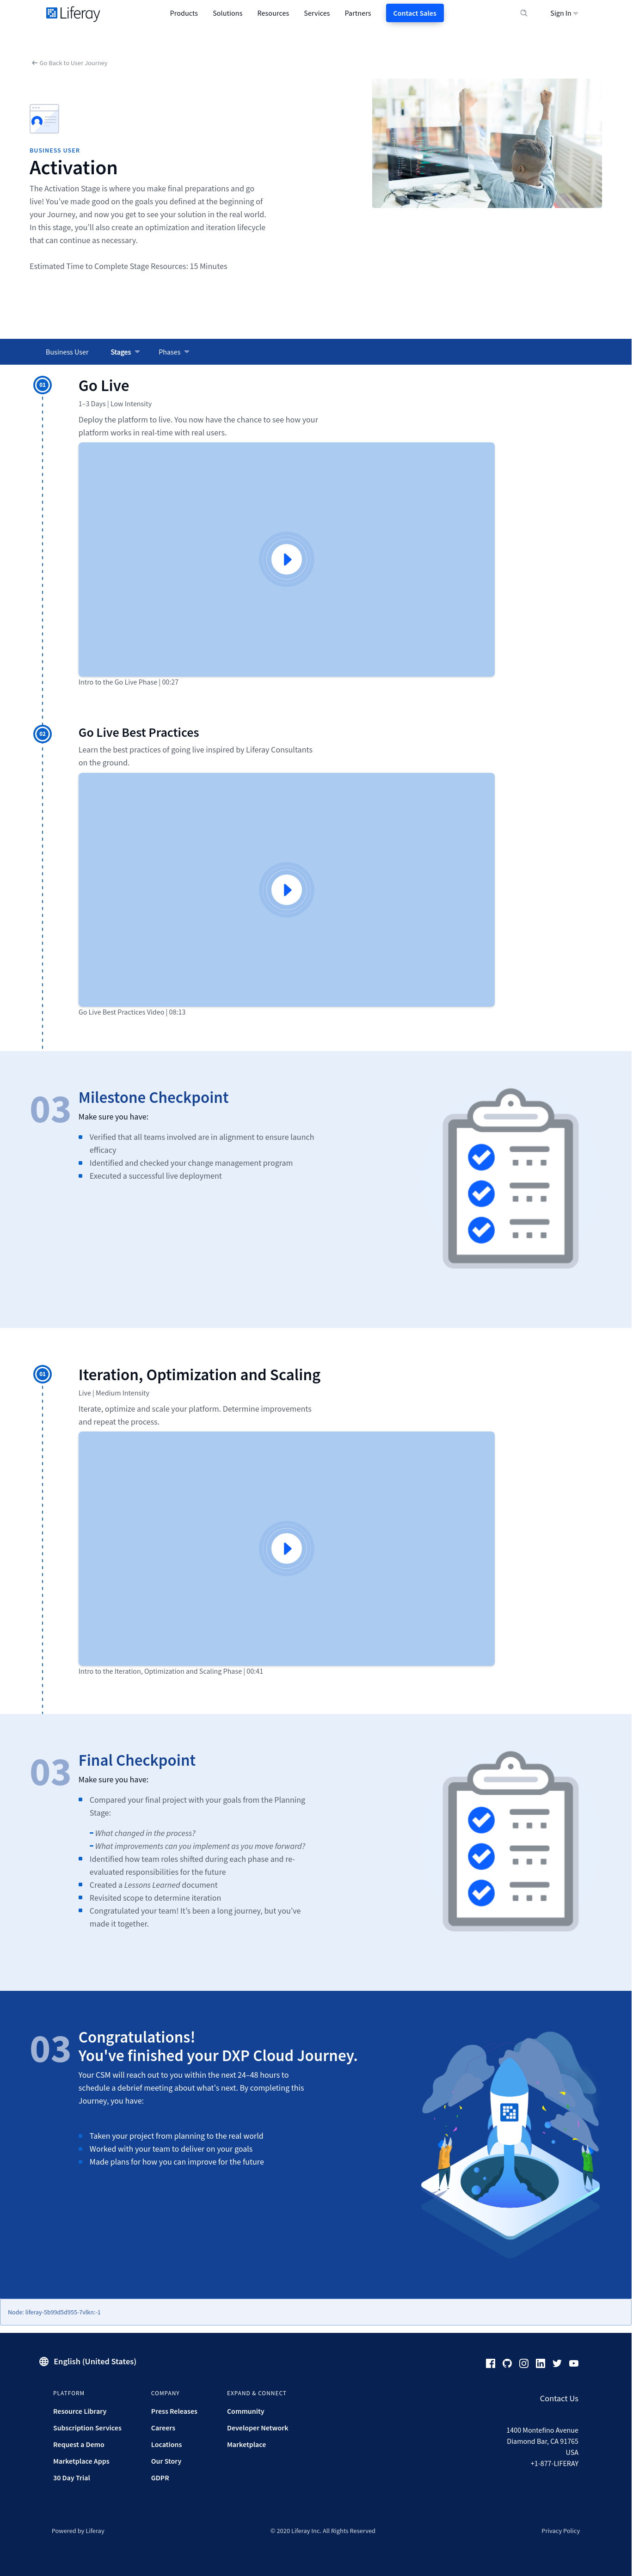 Liferay
Products
Solutions
Resources
Services
Partners
Contact Sales
Sign In
Go Back to User Journey
BUSINESS USER
Activation
The Activation Stage is where you make final preparations and go
live! You've made good on the goals you defined at the beginning of
your Journey, and now you get to see your solution in the real world.
In this stage, you'll also create an optimization and iteration lifecycle
that can continue as necessary.
Estimated Time to Complete Stage Resources: 15 Minutes
Business User
Stages
Phases
01
Go Live
1–3 Days | Low Intensity
Deploy the platform to live. You now have the chance to see how your
platform works in real-time with real users.
Intro to the Go Live Phase | 00:27
02
Go Live Best Practices
Learn the best practices of going live inspired by Liferay Consultants
on the ground.
Go Live Best Practices Video | 08:13
03
Milestone Checkpoint
Make sure you have:
Verified that all teams involved are in alignment to ensure launch
efficacy
Identified and checked your change management program
Executed a successful live deployment
01
Iteration, Optimization and Scaling
Live | Medium Intensity
Iterate, optimize and scale your platform. Determine improvements
and repeat the process.
Intro to the Iteration, Optimization and Scaling Phase | 00:41
03
Final Checkpoint
Make sure you have:
Compared your final project with your goals from the Planning
Stage:
– What changed in the process?
– What improvements can you implement as you move forward?
Identified how team roles shifted during each phase and re-
evaluated responsibilities for the future
Created a Lessons Learned document
Revisited scope to determine iteration
Congratulated your team! It's been a long journey, but you've
made it together.
03
Congratulations!
You've finished your DXP Cloud Journey.
Your CSM will reach out to you within the next 24–48 hours to
schedule a debrief meeting about what's next. By completing this
Journey, you have:
Taken your project from planning to the real world
Worked with your team to deliver on your goals
Made plans for how you can improve for the future
Node: liferay-5b99d5d955-7vlkn:-1
English (United States)
PLATFORM
Resource Library
Subscription Services
Request a Demo
Marketplace Apps
30 Day Trial
COMPANY
Press Releases
Careers
Locations
Our Story
GDPR
EXPAND & CONNECT
Community
Developer Network
Marketplace
Contact Us
1400 Montefino Avenue
Diamond Bar, CA 91765
USA
+1-877-LIFERAY
Powered by Liferay
© 2020 Liferay Inc. All Rights Reserved
Privacy Policy